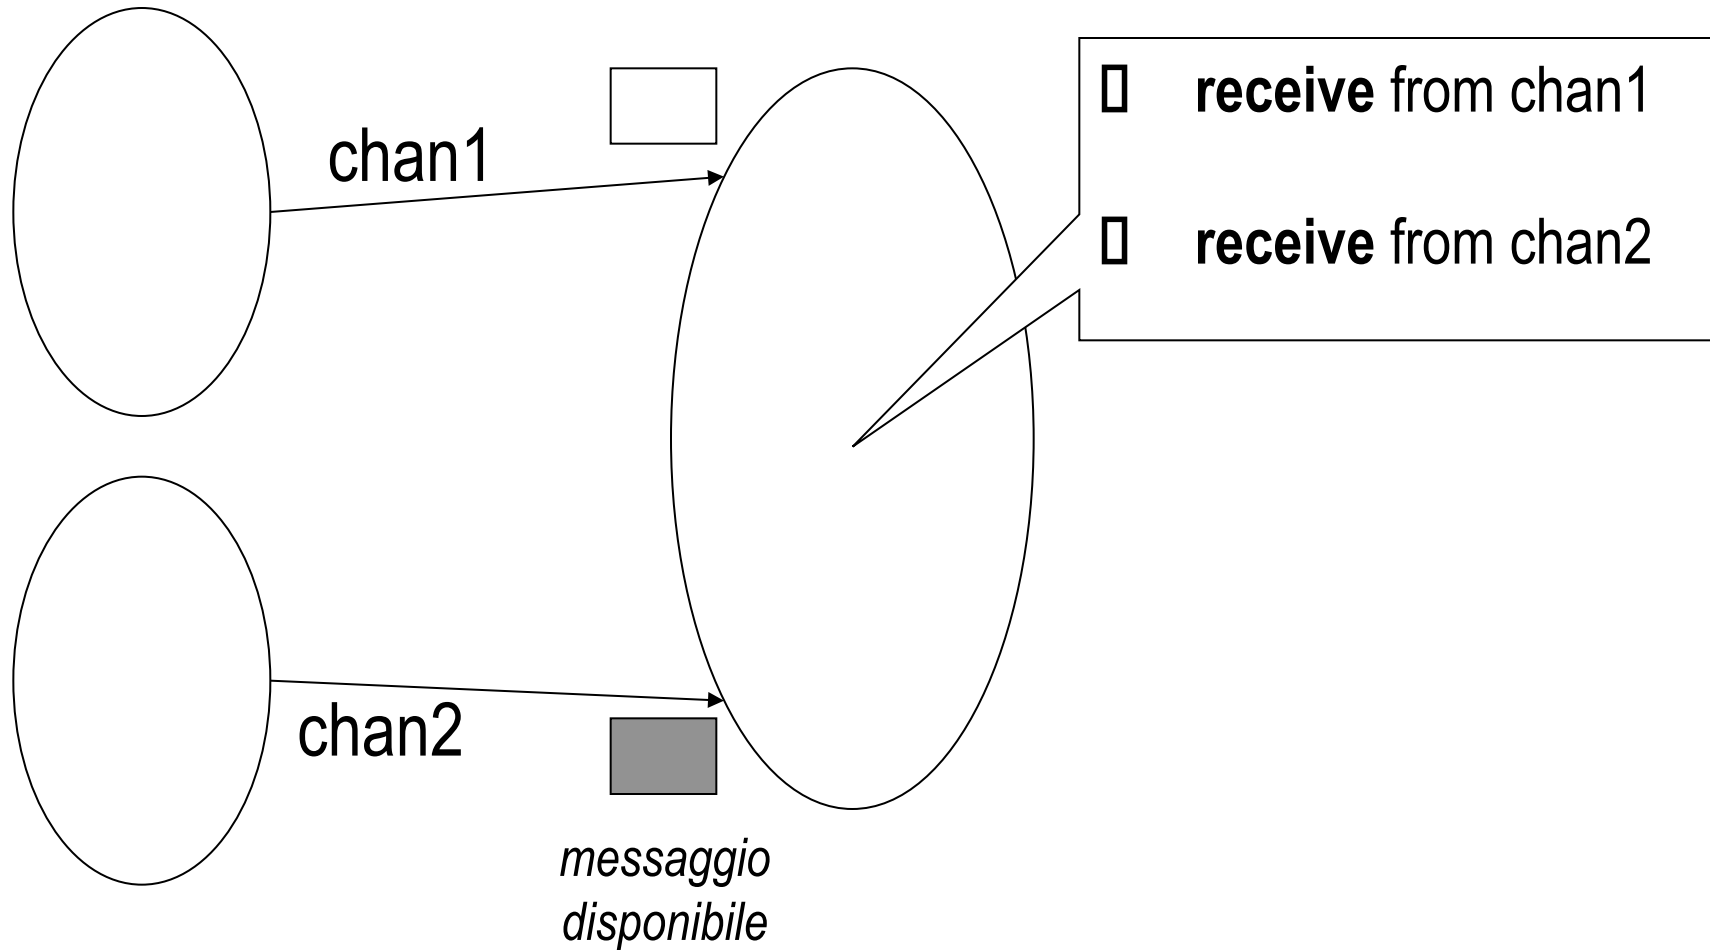 chan1
receive from chan1
receive from chan2
chan2
messaggio
disponibile